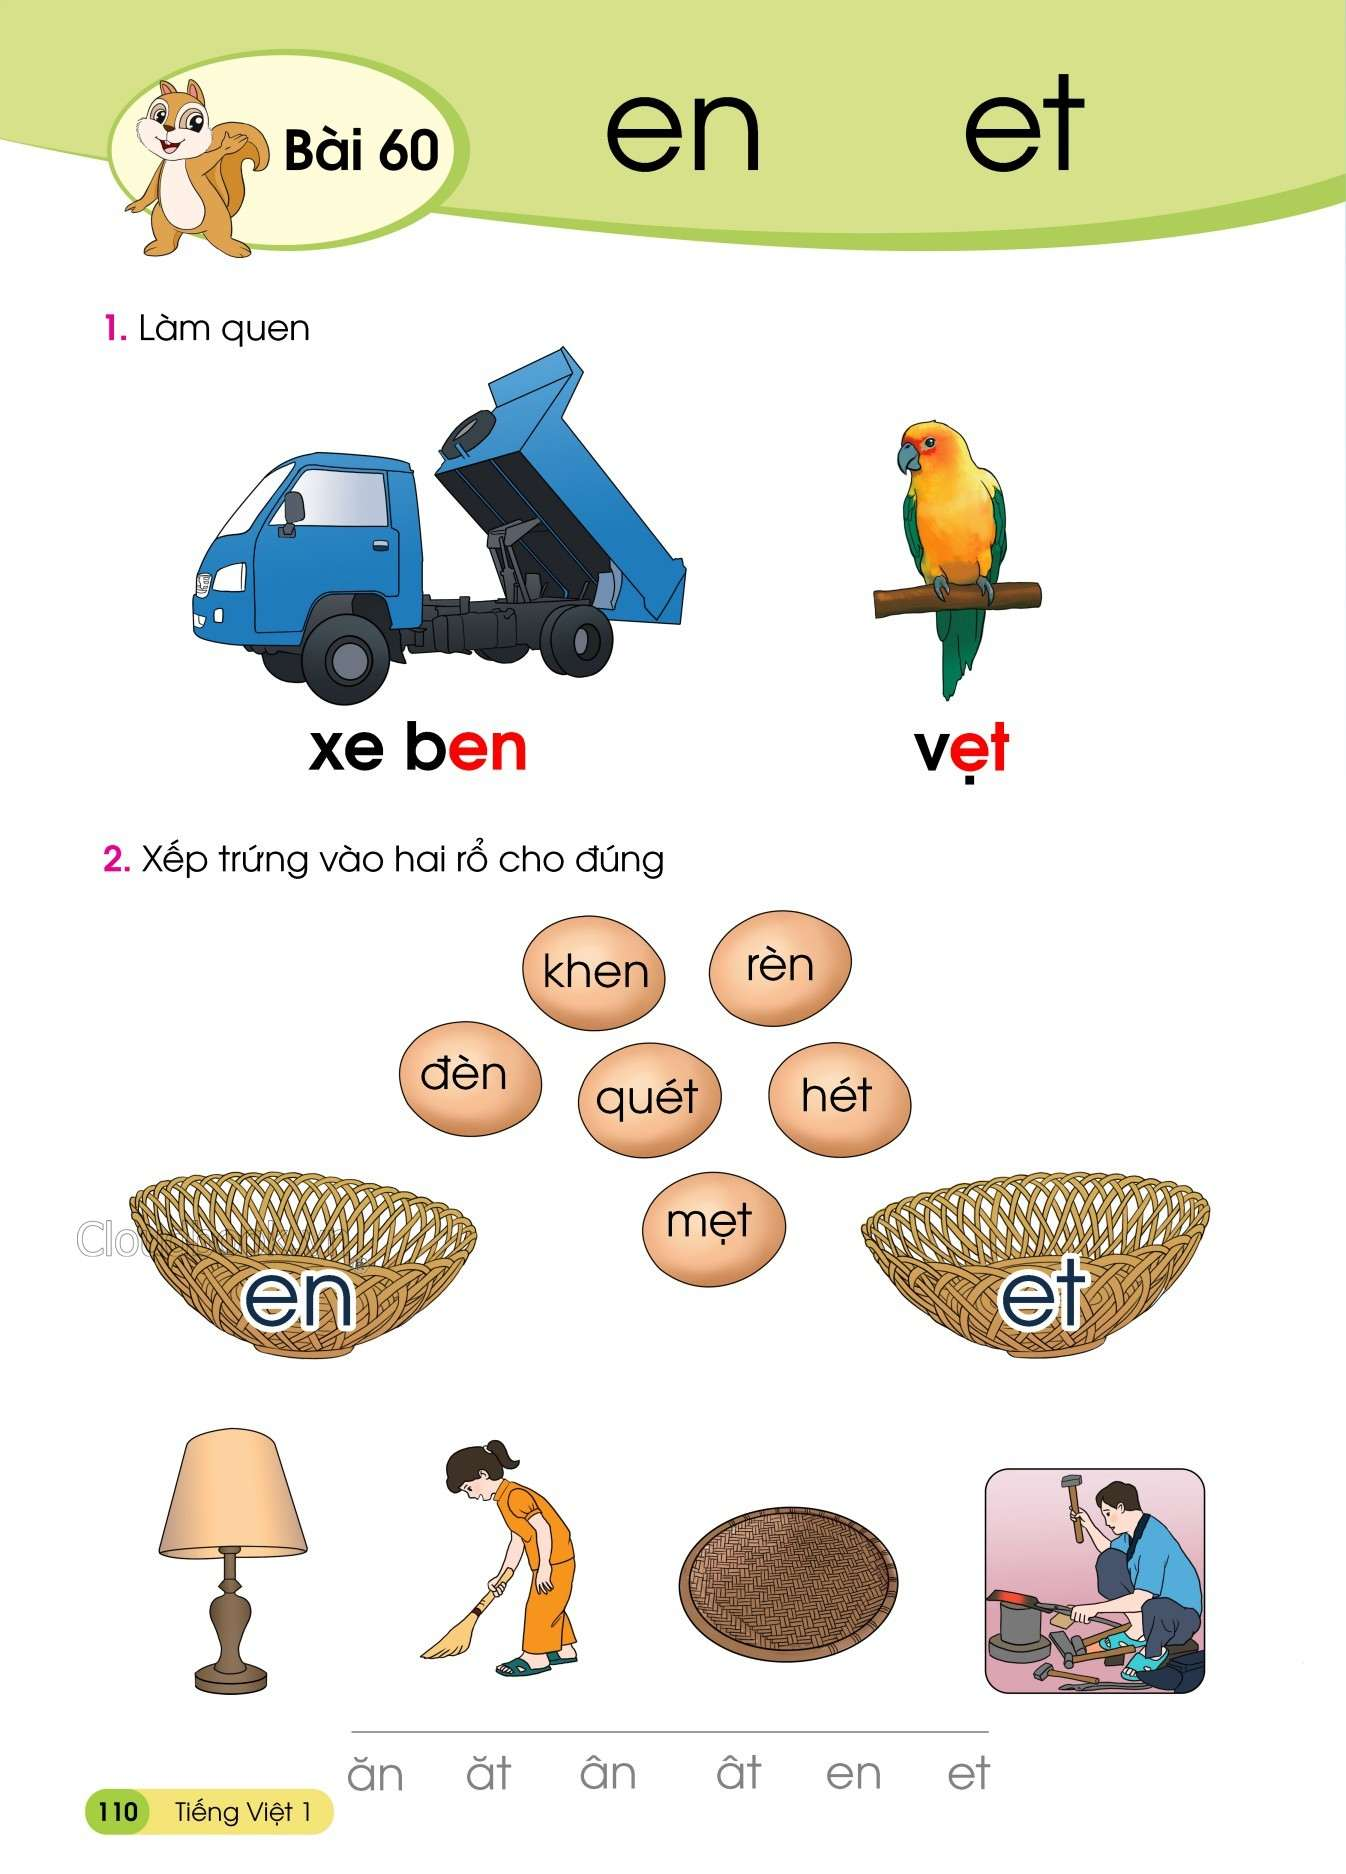 Bài 60
en et
1. Làm quen
xe ben
vẹt
2. Xếp trứng vào hai rổ cho đúng
khen
rèn
đèn
quét
hét
mẹt
en
et
ăn ăt ân ât en et
110 Tiếng Việt 1